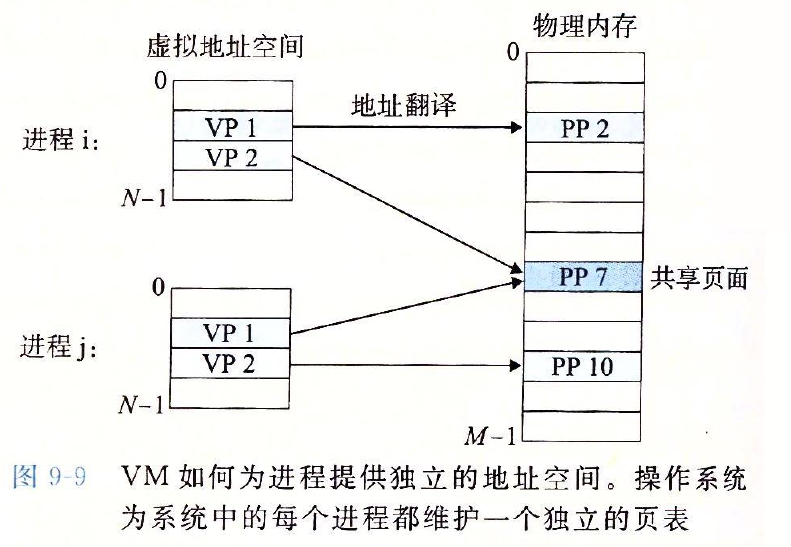 虚拟地址空间
物理内存
0
0
地址翻译
进程 i:
VP 1
PP 2
VP 2
N-1
PP 7
共享页面
0
进程 j:
VP 1
VP 2
PP 10
N-1
M-1
图 9-9 VM 如何为进程提供独立的地址空间。操作系统
为系统中的每个进程都维护一个独立的页表